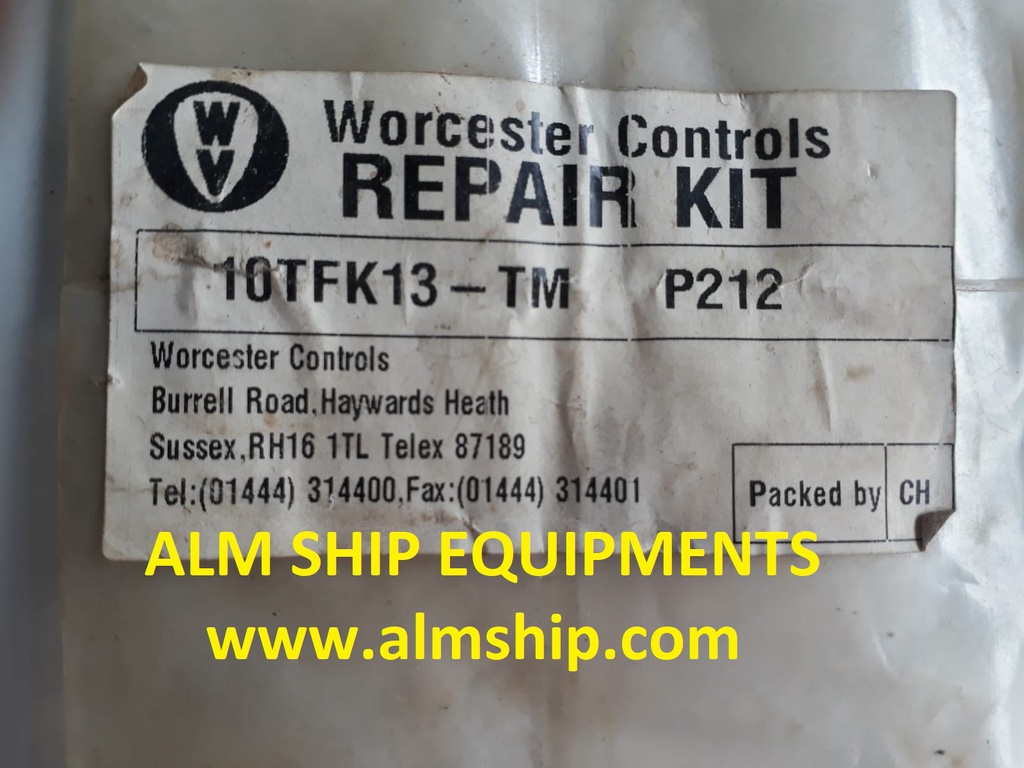 WV
Worcester Controls
REPAIR KIT
10TFK13-TM P212
Worcester Controls
Burrell Road,Haywards Heath
Sussex,RH16 1TL Telex 87189
Tel:(01444) 314400,Fax:(01444) 314401
Packed by CH
ALM SHIP EQUIPMENTS
www.almship.com